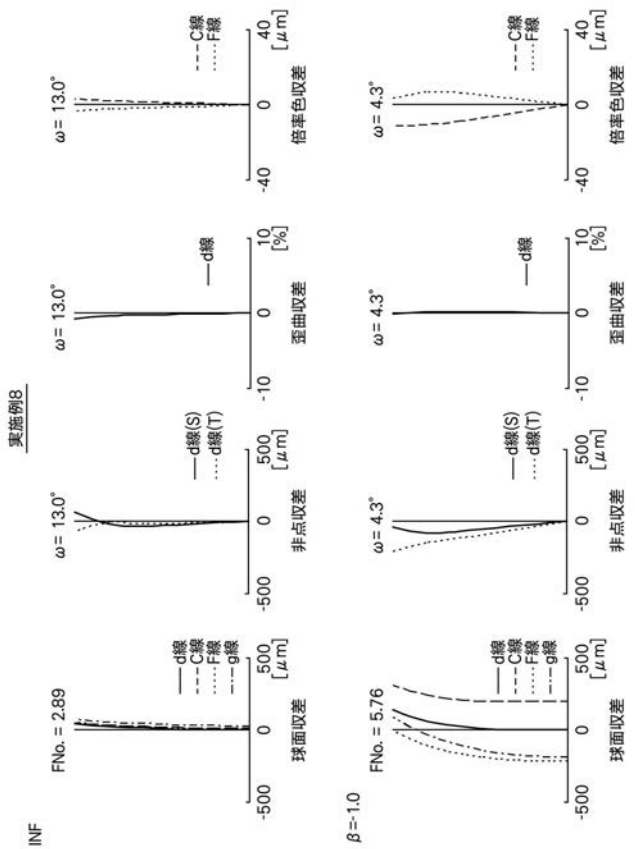 実施例8
INF
FNo. = 2.89
d線
C線
F線
g線
-500
0
500
[μm]
球面収差
ω= 13.0°
d線(S)
d線(T)
-500
0
500
[μm]
非点収差
ω= 13.0°
d線
-10
0
10
[%]
歪曲収差
ω= 13.0°
C線
F線
-40
0
40
[μm]
倍率色収差
β=-1.0
FNo. = 5.76
d線
C線
F線
g線
-500
0
500
[μm]
球面収差
ω= 4.3°
d線(S)
d線(T)
-500
0
500
[μm]
非点収差
ω= 4.3°
d線
-10
0
10
[%]
歪曲収差
ω= 4.3°
C線
F線
-40
0
40
[μm]
倍率色収差